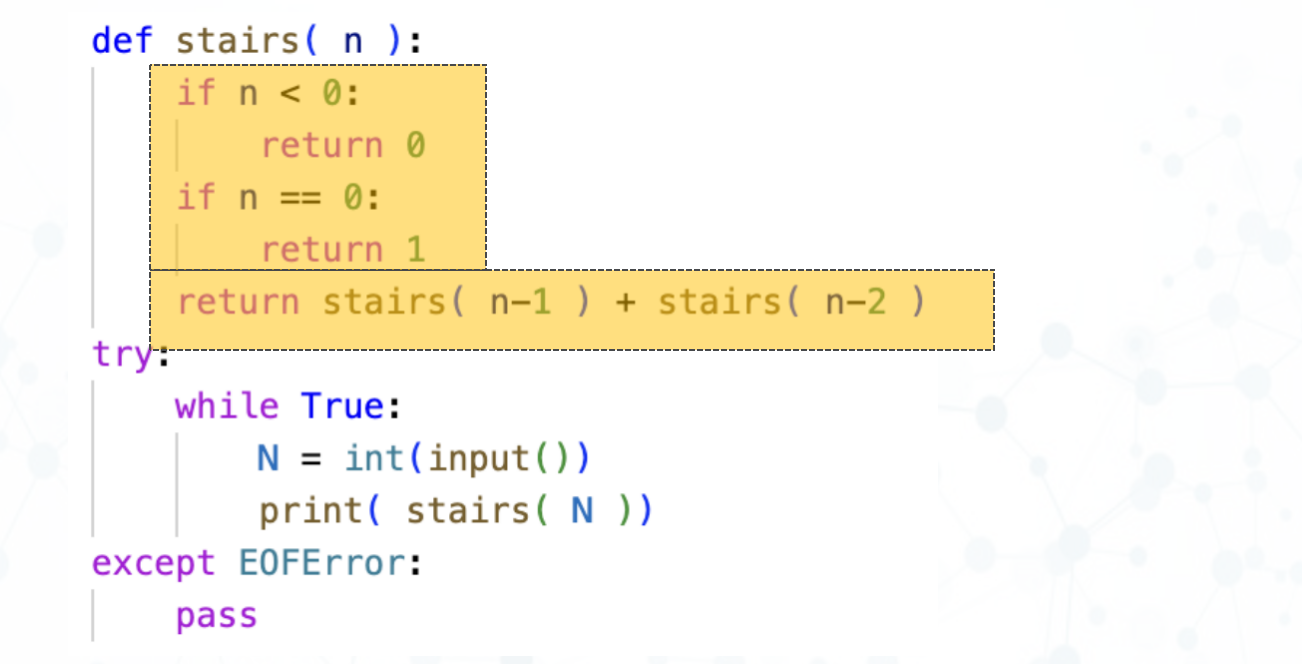 def stairs( n ):
    if n < 0:
        return 0
    if n == 0:
        return 1
    return stairs( n-1 ) + stairs( n-2 )
try:
    while True:
        N = int(input())
        print( stairs( N ))
except EOFError:
    pass